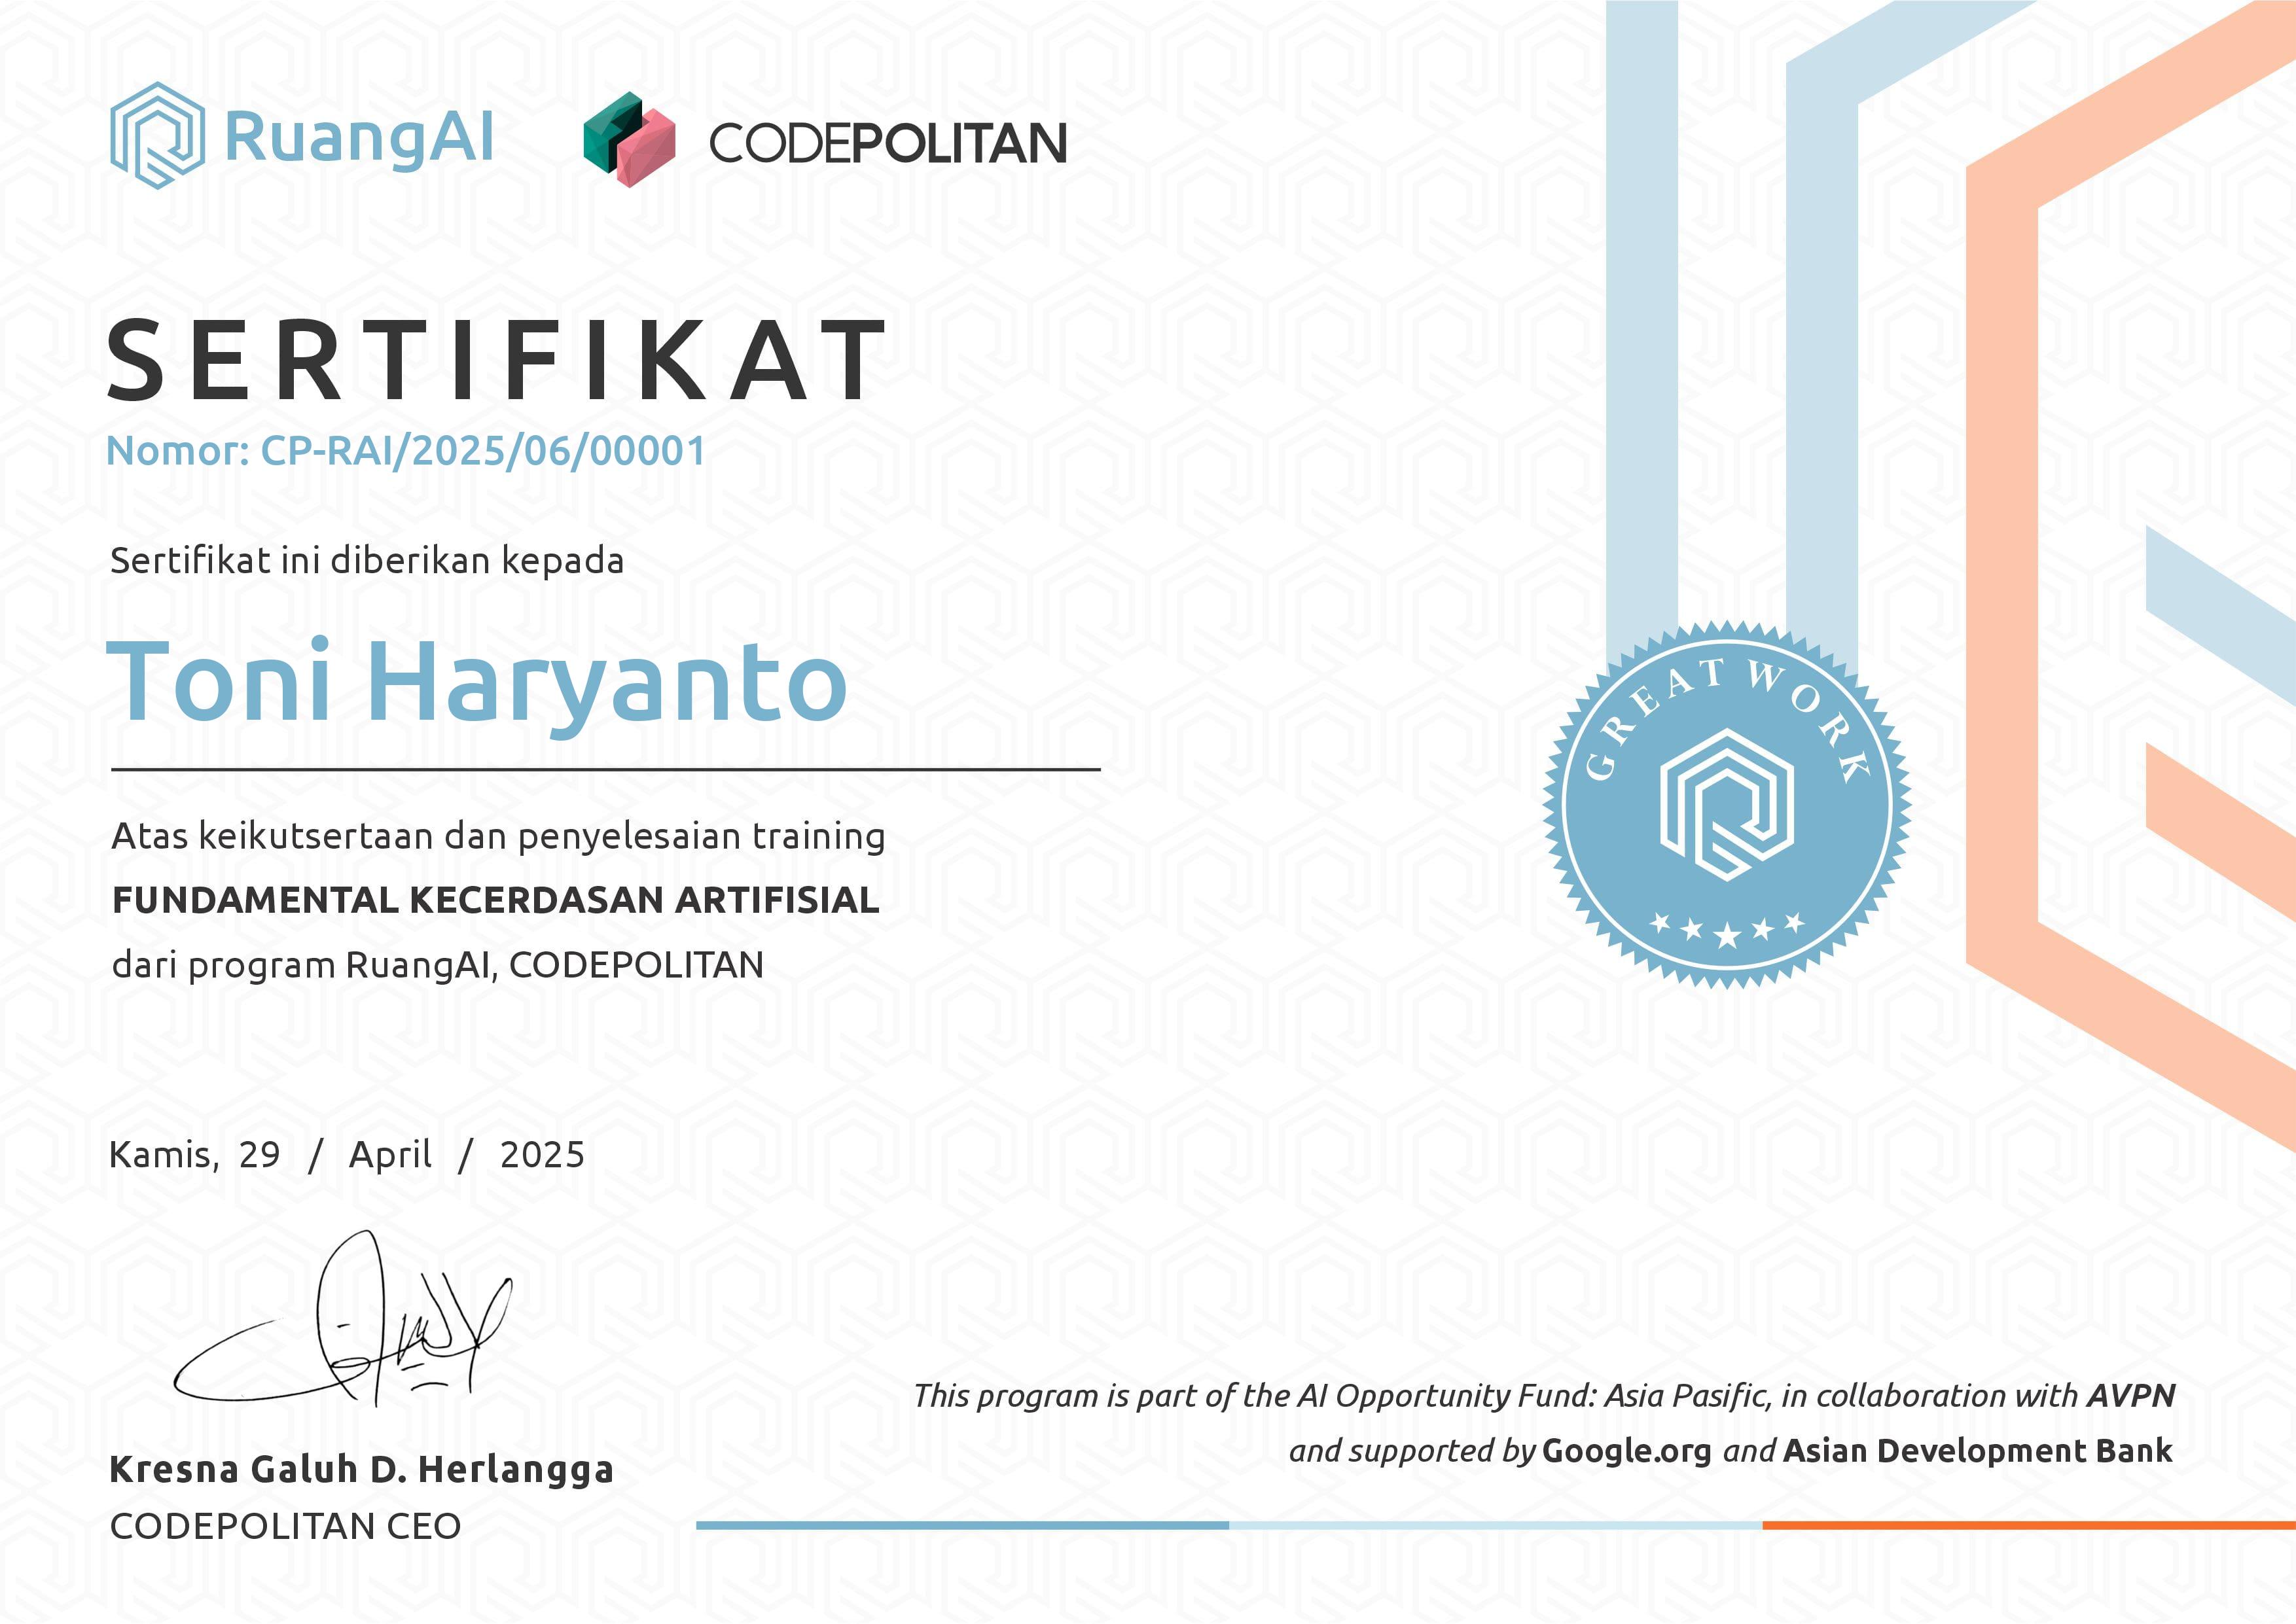 RuangAI
CODEPOLITAN
SERTIFIKAT
Nomor: CP-RAI/2025/06/00001
Sertifikat ini diberikan kepada
Toni Haryanto
Atas keikutsertaan dan penyelesaian training
FUNDAMENTAL KECERDASAN ARTIFISIAL
dari program RuangAI, CODEPOLITAN
GREAT WORK
Kamis, 29 / April / 2025
Kresna Galuh D. Herlangga
CODEPOLITAN CEO
This program is part of the AI Opportunity Fund: Asia Pasific, in collaboration with AVPN
and supported by Google.org and Asian Development Bank